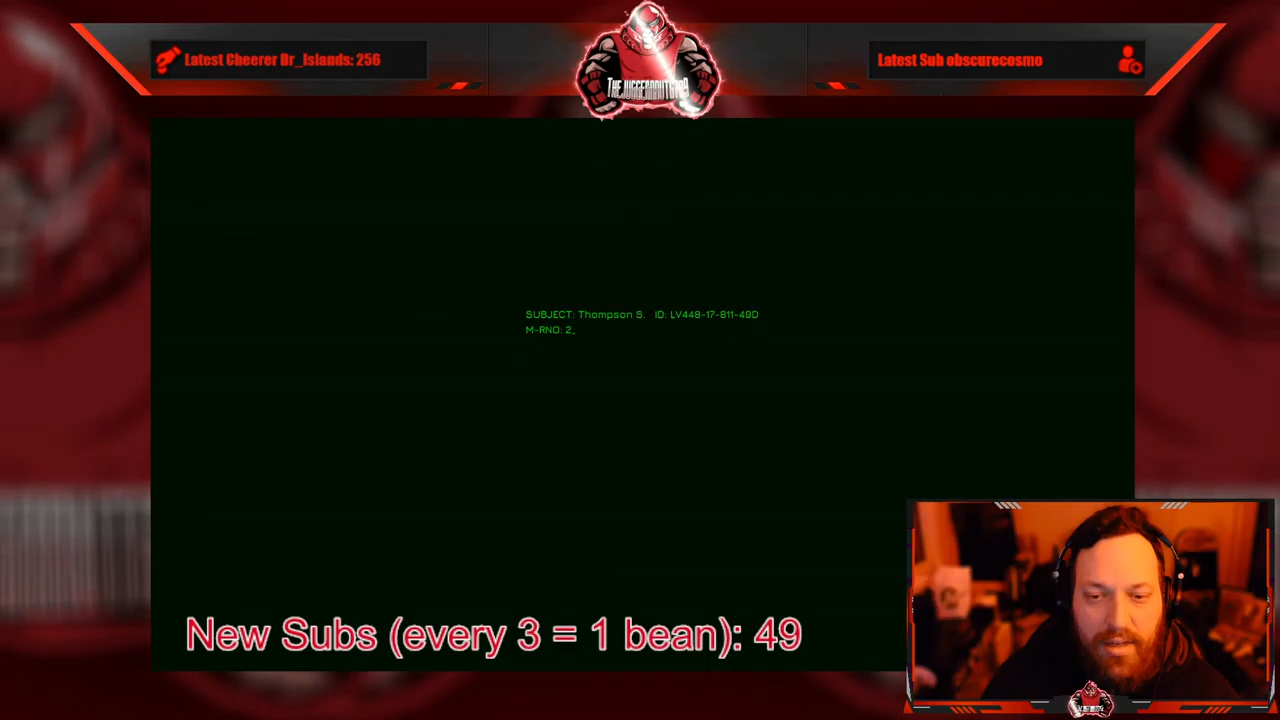 Latest Cheerer Dr_Islands: 256
THEJUGGERNAUT6789
Latest Sub obscurecosmo
SUBJECT: Thompson S. ID: LV448-17-811-49D
M-RNO: 2_
New Subs (every 3 = 1 bean): 49